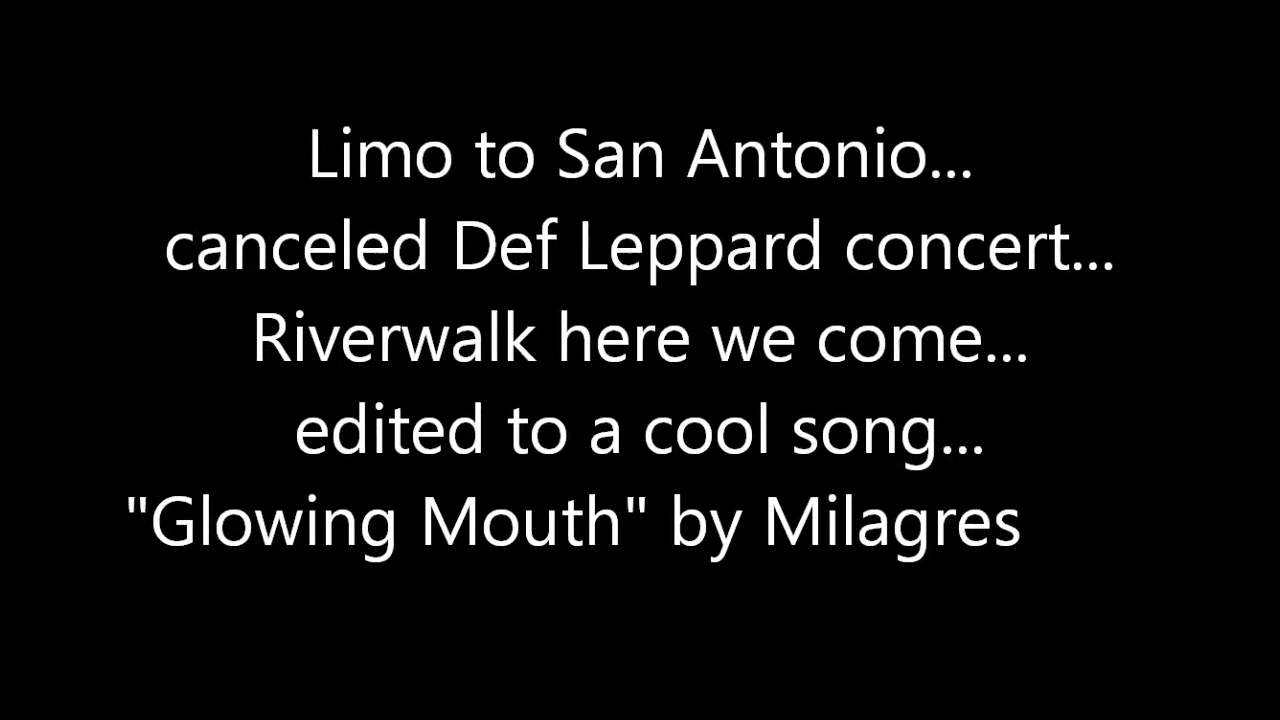 Limo to San Antonio...
canceled Def Leppard concert...
Riverwalk here we come...
edited to a cool song...
"Glowing Mouth" by Milagres